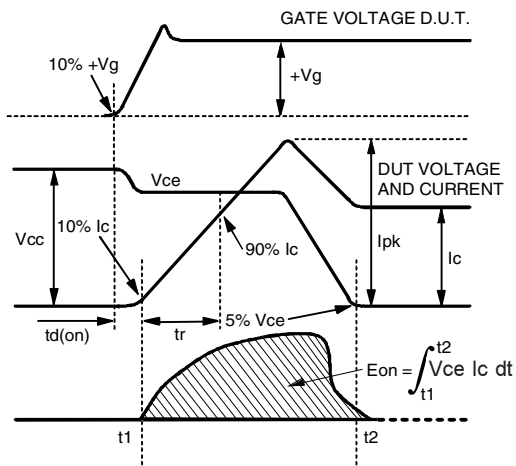 GATE VOLTAGE D.U.T.
10% +Vg
+Vg
Vce
DUT VOLTAGE
AND CURRENT
10% Ic
Vcc
90% Ic
Ipk
Ic
td(on)
tr
5% Vce
Eon = ∫ t2 t1 Vce Ic dt
t1
t2